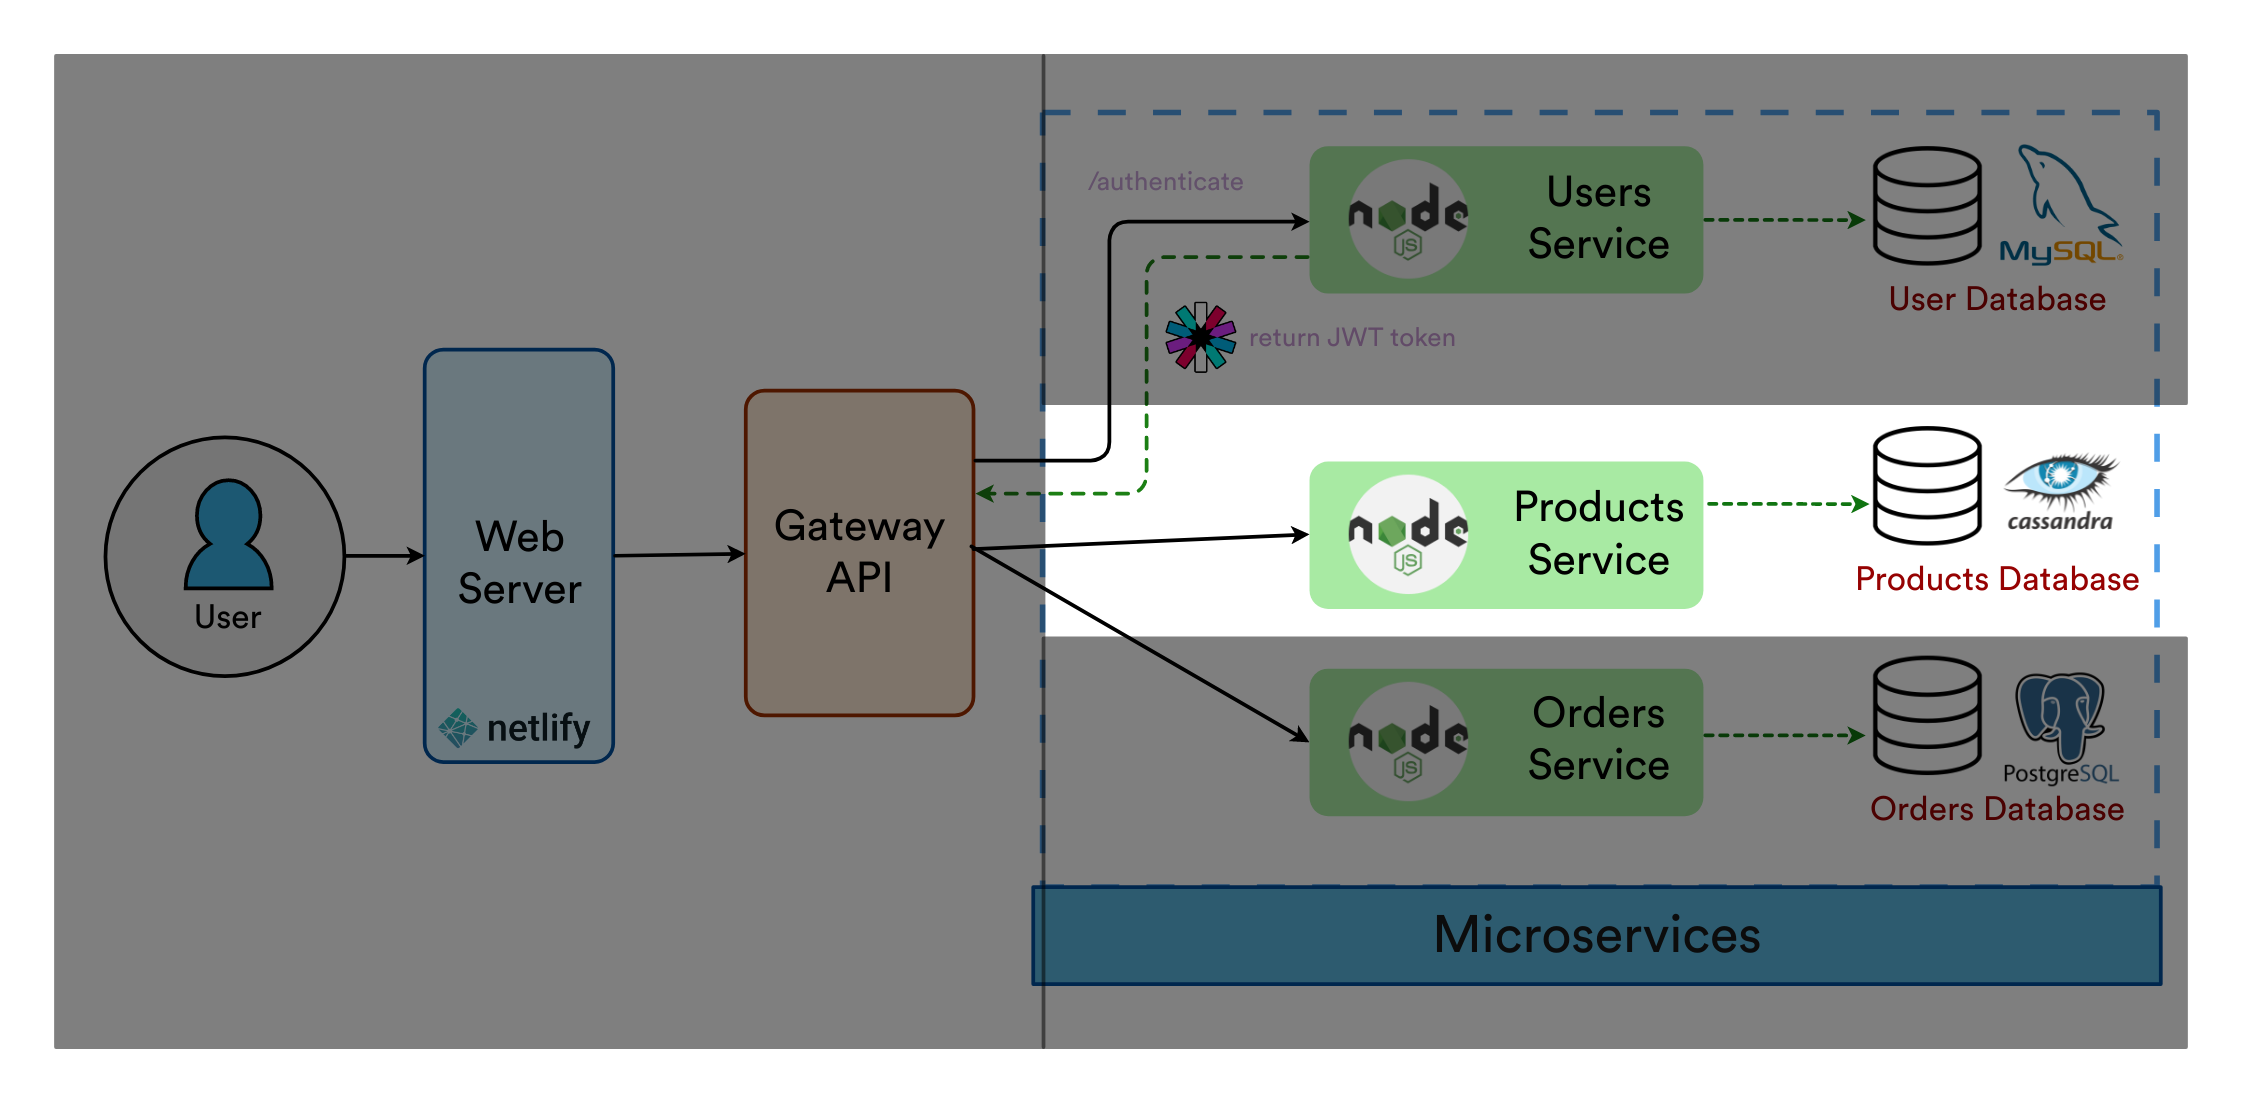 /authenticate
node
JS
Users
Service
MySQL®
User Database
return JWT token
User
Web
Server
netlify
Gateway
API
node
JS
Products
Service
cassandra
Products Database
node
JS
Orders
Service
PostgreSQL
Orders Database
Microservices